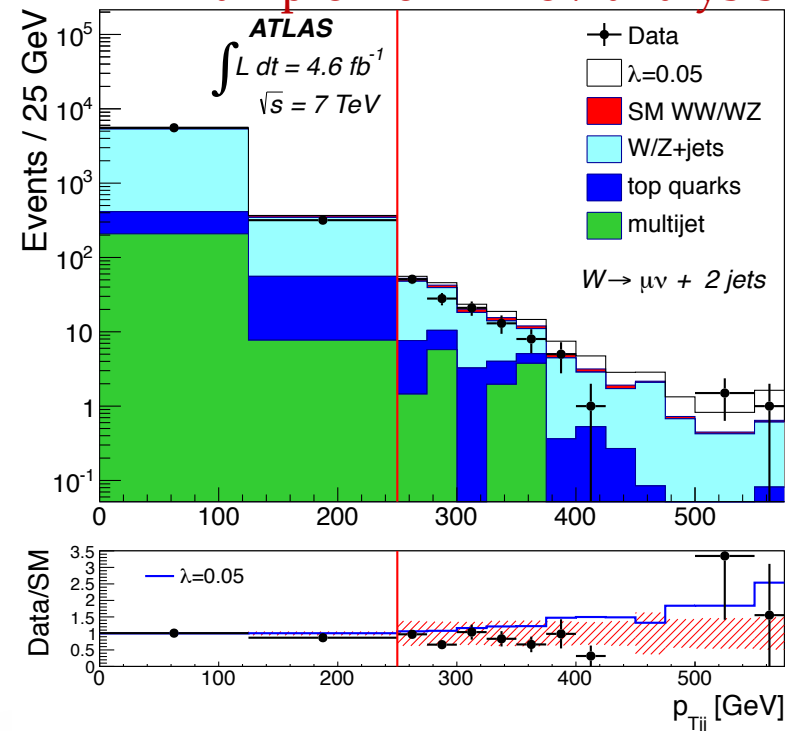 ATLAS
∫ L dt = 4.6 fb⁻¹
√s = 7 TeV
Data
λ=0.05
SM WW/WZ
W/Z+jets
top quarks
multijet
W→ μν + 2 jets
Events / 25 GeV
10⁵
10⁴
10³
10²
10
1
10⁻¹
0 100 200 300 400 500
Data/SM
3.5
3
2.5
2
1.5
1
0.5
0
λ=0.05
0 100 200 300 400 500
p_Tjj [GeV]